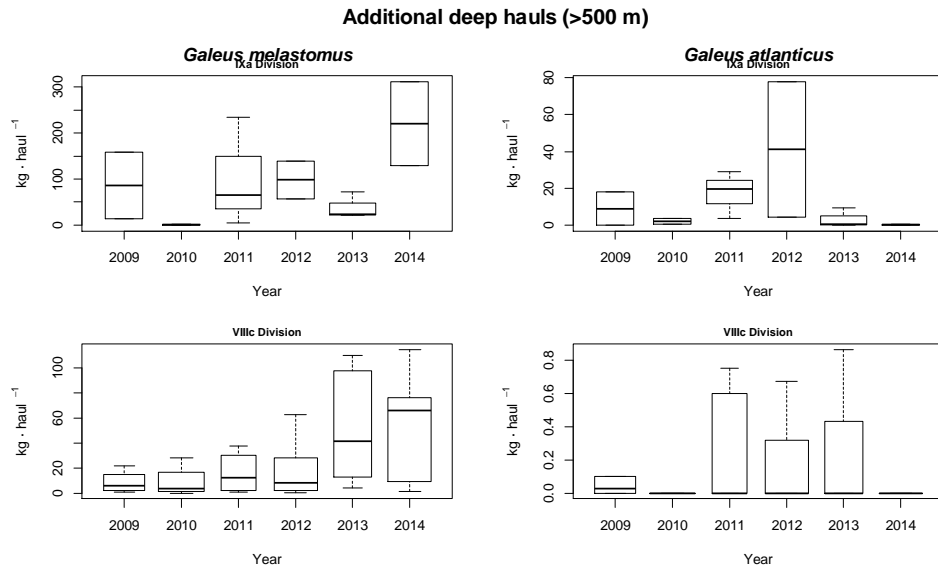 Additional deep hauls (>500 m)
Galeus melastomus
IXa Division
kg · haul ⁻¹
0 100 200 300
2009 2010 2011 2012 2013 2014
Year
Galeus atlanticus
IXa Division
kg · haul ⁻¹
0 20 40 60 80
2009 2010 2011 2012 2013 2014
Year
VIIIc Division
kg · haul ⁻¹
0 20 60 100
2009 2010 2011 2012 2013 2014
Year
VIIIc Division
kg · haul ⁻¹
0.0 0.2 0.4 0.6 0.8
2009 2010 2011 2012 2013 2014
Year